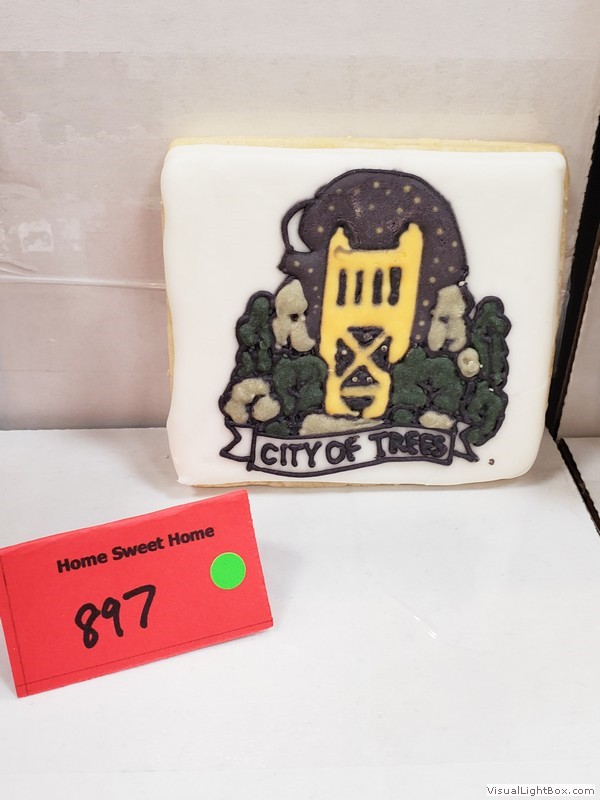 CITY OF TREES
Home Sweet Home
897
VisualLightBox.com